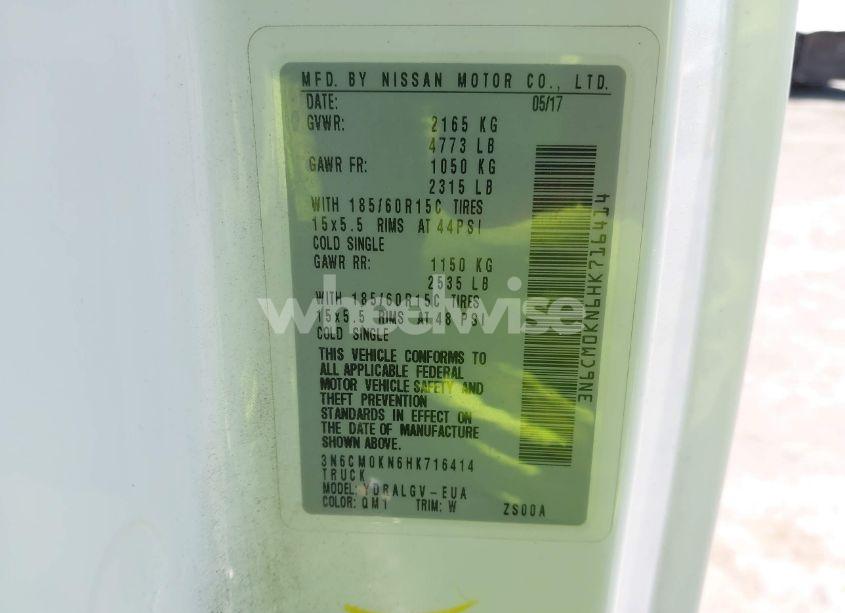 MFD. BY NISSAN MOTOR CO., LTD.
DATE: 05/17
GVWR: 2165 KG
4773 LB
GAWR FR: 1050 KG
2315 LB
WITH 185/60R15C TIRES
15x5.5 RIMS AT 44PSI
COLD SINGLE
GAWR RR: 1150 KG
2535 LB
WITH 185/60R15C TIRES
15x5.5 RIMS AT 48 PSI
COLD SINGLE
THIS VEHICLE CONFORMS TO
ALL APPLICABLE FEDERAL
MOTOR VEHICLE SAFETY AND
THEFT PREVENTION
STANDARDS IN EFFECT ON
THE DATE OF MANUFACTURE
SHOWN ABOVE.
3N6CM0KN6HK716414
TRUCK
MODEL: YDRALGV-EUA
COLOR: QM1 TRIM: W ZS00A
3N6CM0KN6HK716414
wheelwise